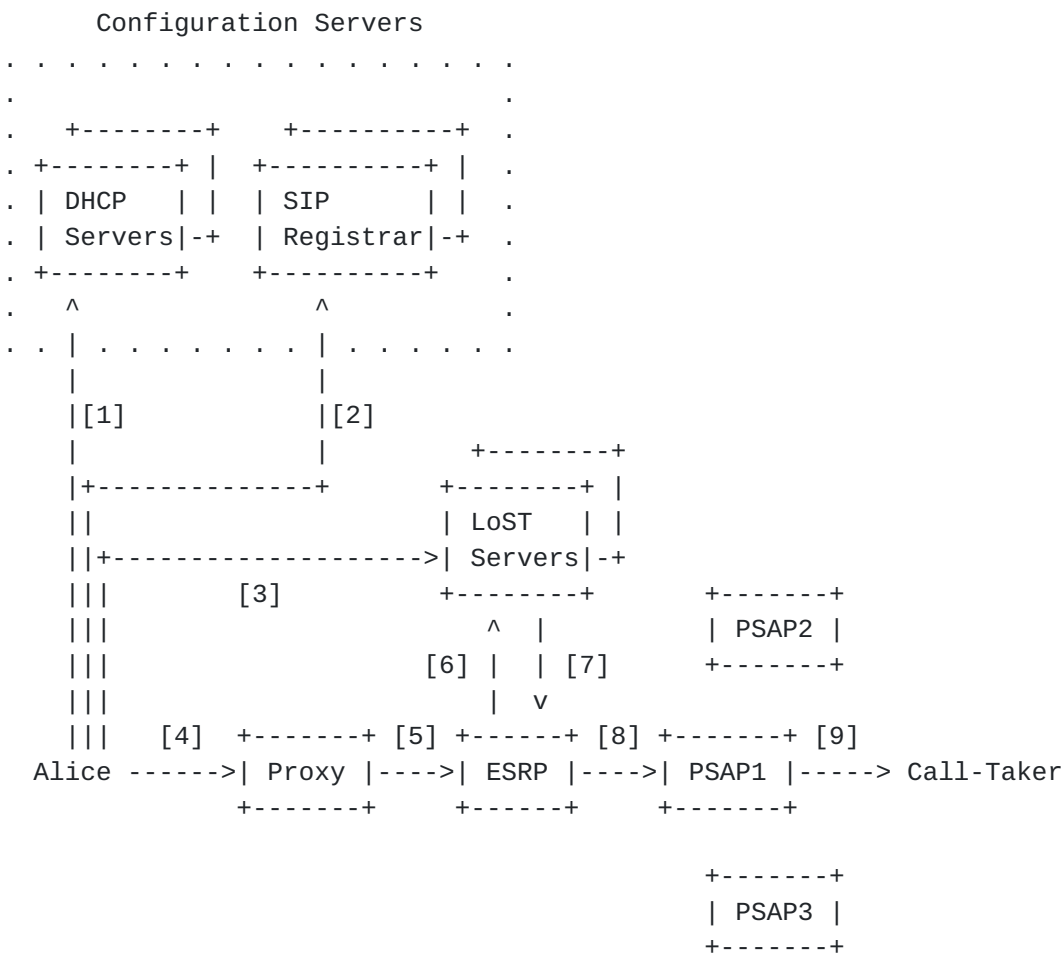 Configuration Servers
. . . . . . . . . . . . . . . . .
.                                .
.   +--------+    +----------+  .
. +--------+ |  +----------+ |  .
. | DHCP   | |  | SIP      | |  .
. | Servers|-+  | Registrar|-+  .
. +--------+    +----------+    .
.   ^               ^           .
. . | . . . . . . . | . . . . . .
    |               |
    |[1]            |[2]
    |               |         +--------+
    |+--------------+       +--------+ |
    ||                      | LoST   | |
    ||+-------------------->| Servers|-+
    |||        [3]          +--------+       +-------+
    |||                        ^  |          | PSAP2 |
    |||                    [6] |  | [7]      +-------+
    |||                        |  v
    |||   [4]  +-------+ [5] +------+ [8] +-------+ [9]
  Alice ------>| Proxy |---->| ESRP |---->| PSAP1 |-----> Call-Taker
               +-------+     +------+     +-------+
                                             +-------+
                                             | PSAP3 |
                                             +-------+